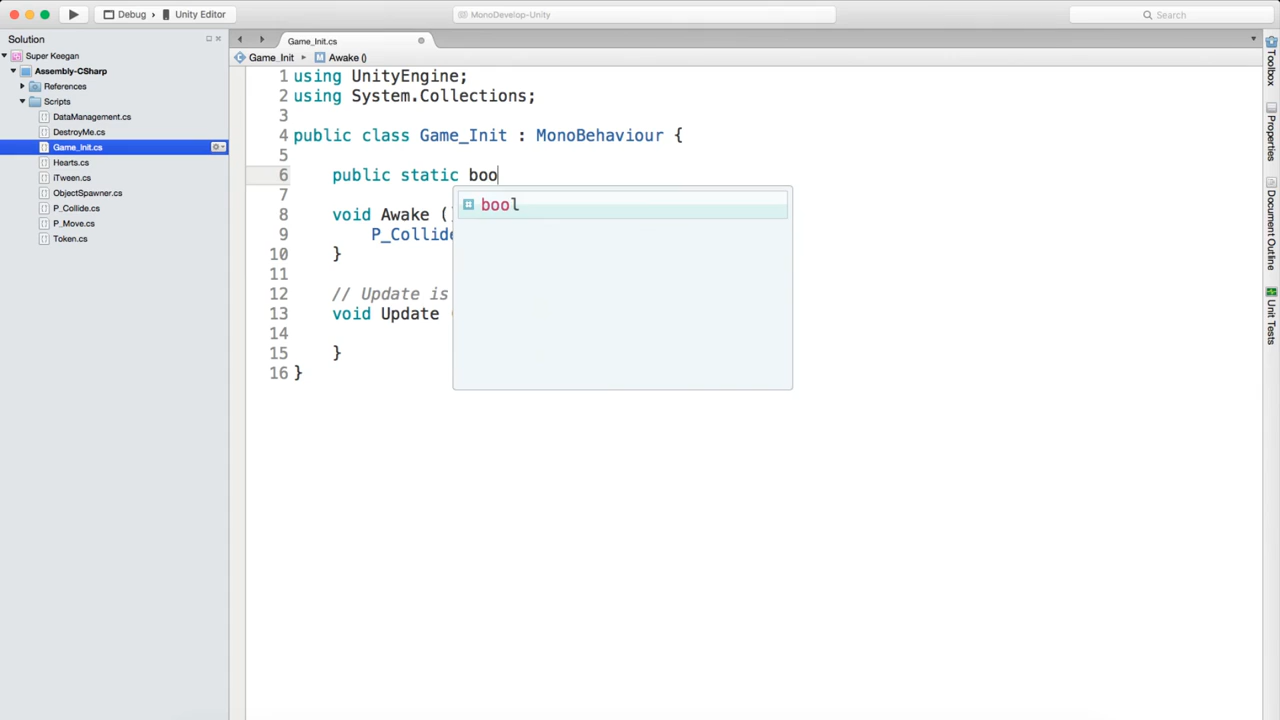 Debug
Unity Editor
MonoDevelop-Unity
Search
Solution
Super Keegan
Assembly-CSharp
References
Scripts
DataManagement.cs
DestroyMe.cs
Game_Init.cs
Hearts.cs
iTween.cs
ObjectSpawner.cs
P_Collide.cs
P_Move.cs
Token.cs
Game_Init.cs
Game_Init Awake ()
1 using UnityEngine;
2 using System.Collections;
3
4 public class Game_Init : MonoBehaviour {
5
6 public static boo
bool
7
8 void Awake (
9 P_Collide
10 }
11
12 // Update is
13 void Update
14
15 }
16 }
Toolbox
Properties
Document Outline
Unit Tests